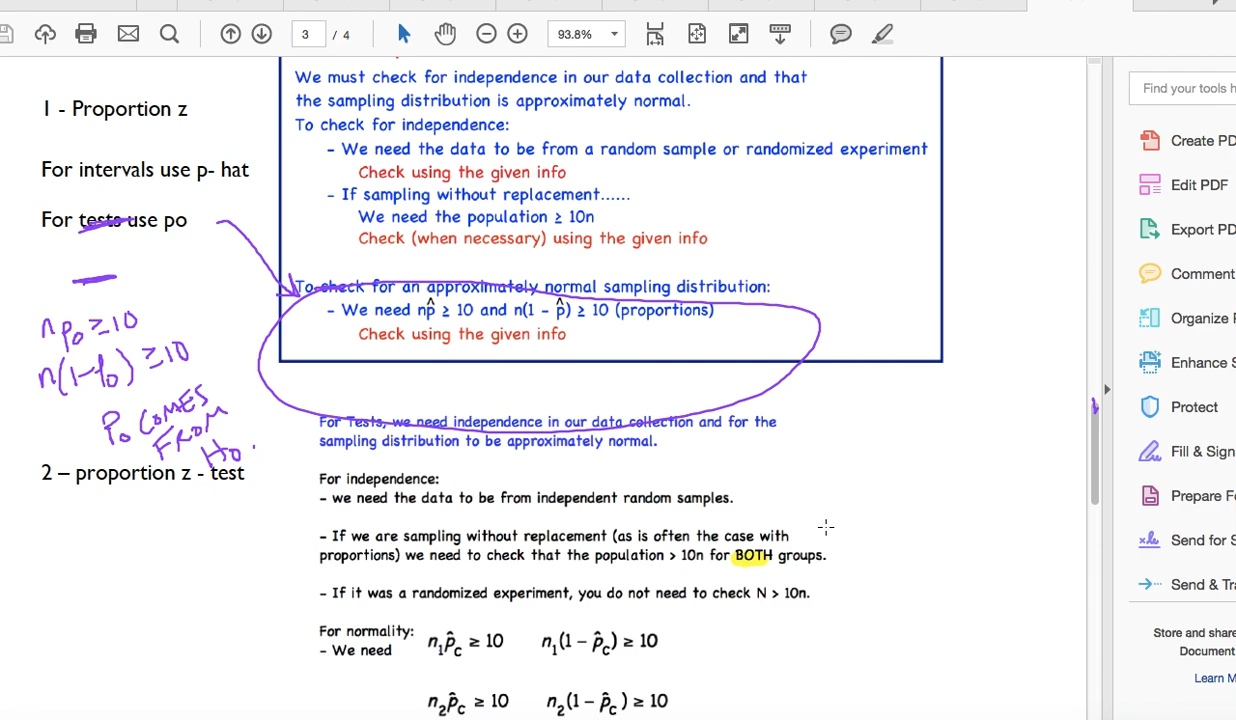 3 / 4
93.8%
Find your tools h
Create PD
Edit PDF
Export PD
Comment
Organize P
Enhance S
Protect
Fill & Sign
Prepare Fo
Send for S
Send & Tra
Store and share
Document
Learn M
1 - Proportion z
For intervals use p- hat
For tests use po
np₀ ≥ 10
n(1-p₀) ≥ 10
P₀ COMES
FROM
H₀.
2 – proportion z - test
We must check for independence in our data collection and that
the sampling distribution is approximately normal.
To check for independence:
- We need the data to be from a random sample or randomized experiment
Check using the given info
- If sampling without replacement......
We need the population ≥ 10n
Check (when necessary) using the given info
To check for an approximately normal sampling distribution:
- We need np̂ ≥ 10 and n(1 - p̂) ≥ 10 (proportions)
Check using the given info
For Tests, we need independence in our data collection and for the
sampling distribution to be approximately normal.
For independence:
- we need the data to be from independent random samples.
- If we are sampling without replacement (as is often the case with
proportions) we need to check that the population > 10n for BOTH groups.
- If it was a randomized experiment, you do not need to check N > 10n.
For normality:
- We need
n₁p̂c ≥ 10 n₁(1 − p̂c) ≥ 10
n₂p̂c ≥ 10 n₂(1 − p̂c) ≥ 10